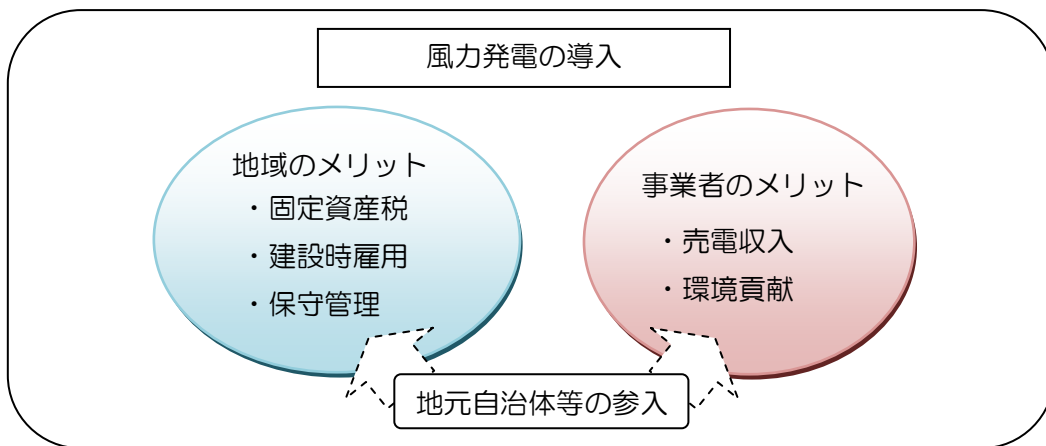 風力発電の導入
地域のメリット
・固定資産税
・建設時雇用
・保守管理
事業者のメリット
・売電収入
・環境貢献
地元自治体等の参入